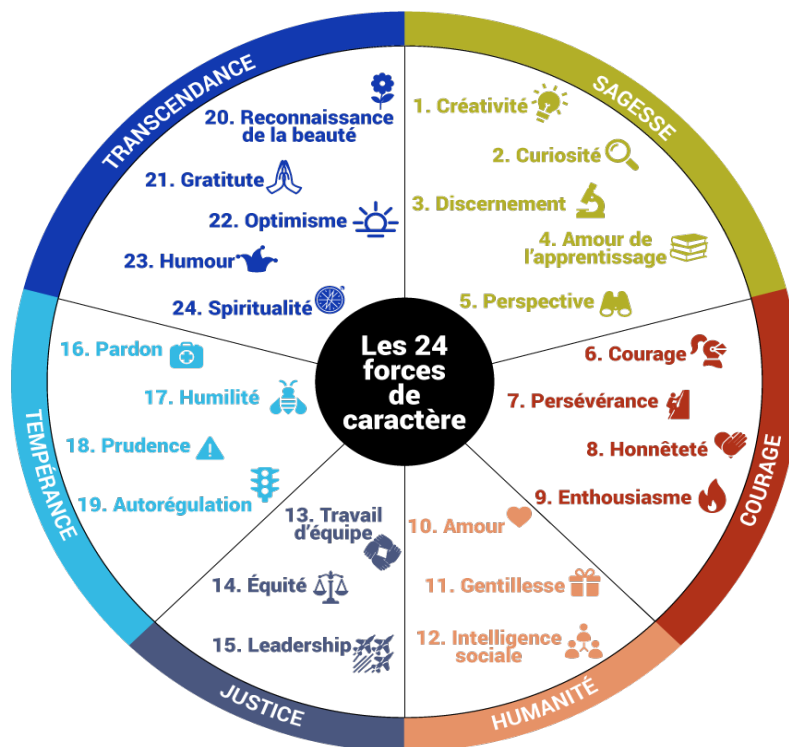 TRANSCENDANCE
20. Reconnaissance
de la beauté
21. Gratitute
22. Optimisme
23. Humour
24. Spiritualité
SAGESSE
1. Créativité
2. Curiosité
3. Discernement
4. Amour de
l'apprentissage
5. Perspective
Les 24
forces
de
caractère
COURAGE
6. Courage
7. Persévérance
8. Honnêteté
9. Enthousiasme
HUMANITÉ
10. Amour
11. Gentillesse
12. Intelligence
sociale
JUSTICE
13. Travail
d'équipe
14. Équité
15. Leadership
TEMPÉRANCE
16. Pardon
17. Humilité
18. Prudence
19. Autorégulation